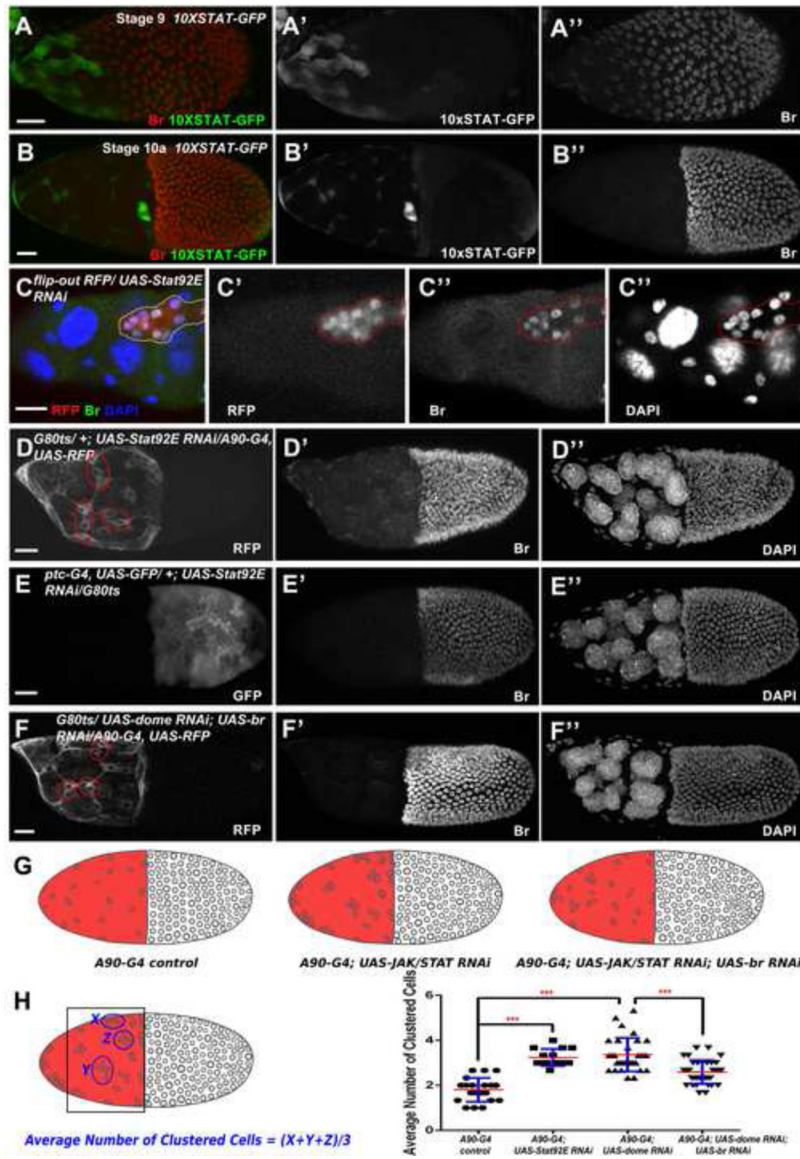 A
Stage 9 10XSTAT-GFP
Br 10XSTAT-GFP
A'
10xSTAT-GFP
A''
Br
B
Stage 10a 10XSTAT-GFP
Br 10XSTAT-GFP
B'
10xSTAT-GFP
B''
Br
C
flip-out RFP/ UAS-Stat92E
RNAi
RFP Br DAPI
C'
RFP
C''
Br
C''
DAPI
D
G80ts/ +; UAS-Stat92E RNAi/A90-G4,
UAS-RFP
RFP
D'
Br
D''
DAPI
E
ptc-G4, UAS-GFP/ +; UAS-Stat92E
RNAi/G80ts
GFP
E'
Br
E''
DAPI
F
G80ts/ UAS-dome RNAi; UAS-br
RNAi/A90-G4, UAS-RFP
RFP
F'
Br
F''
DAPI
G
A90-G4 control
A90-G4; UAS-JAK/STAT RNAi
A90-G4; UAS-JAK/STAT RNAi; UAS-br RNAi
H
X
Z
Y
Average Number of Clustered Cells = (X+Y+Z)/3
Average Number of Clustered Cells
6
4
2
0
***
***
***
A90-G4
control
A90-G4;
UAS-Stat92E RNAi
A90-G4;
UAS-dome RNAi
A90-G4; UAS-dome RNAi;
UAS-br RNAi